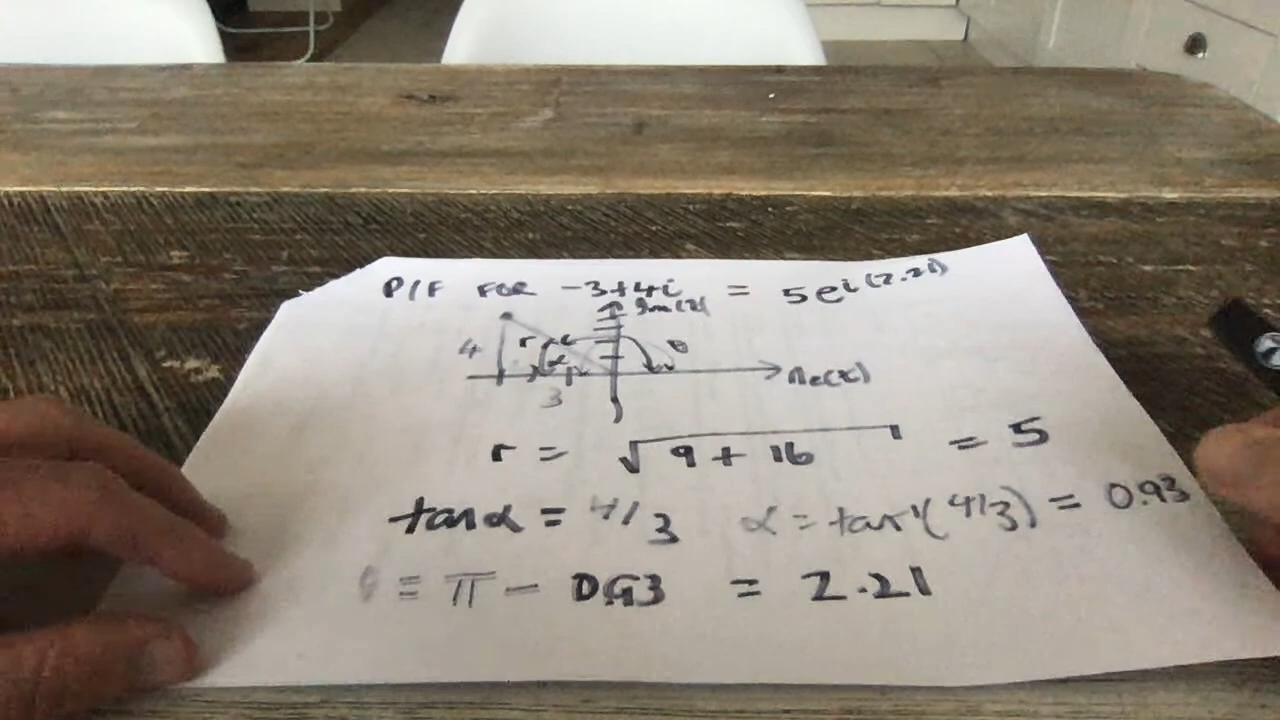 P/F FOR -3+4i = 5e^i(2.21)
Im(z)
4 r α θ
Re(z)
3
r = √9+16 = 5
tanα = 4/3 α = tan⁻¹(4/3) = 0.93
θ = π - 0.93 = 2.21